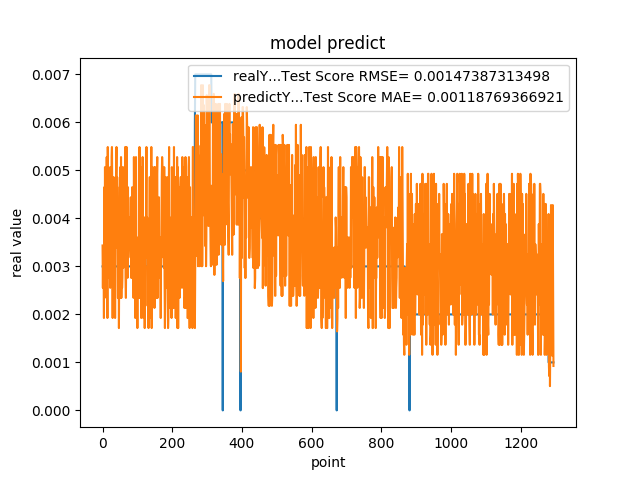 model predict
realY...Test Score RMSE= 0.00147387313498
predictY...Test Score MAE= 0.00118769366921
0.007
0.006
0.005
0.004
0.003
0.002
0.001
0.000
real value
0 200 400 600 800 1000 1200
point